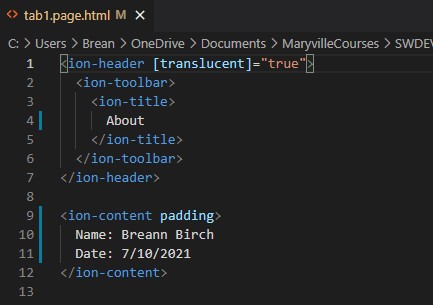 <> tab1.page.html M X
C: > Users > Brean > OneDrive > Documents > MaryvilleCourses > SWDEV
1 <ion-header [translucent]="true">
2 <ion-toolbar>
3 <ion-title>
4 About
5 </ion-title>
6 </ion-toolbar>
7 </ion-header>
8
9 <ion-content padding>
10 Name: Breann Birch
11 Date: 7/10/2021
12 </ion-content>
13